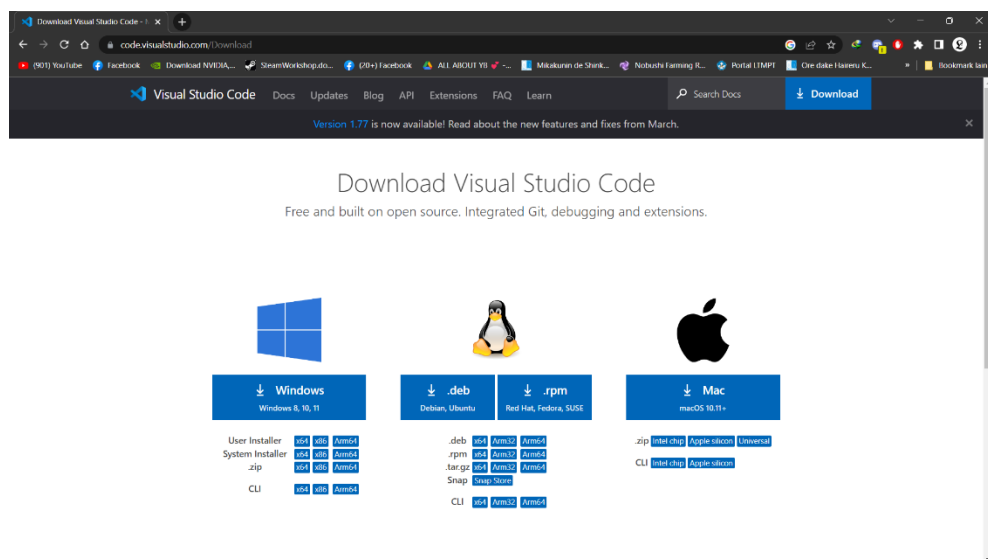 Download Visual Studio Code -
code.visualstudio.com/Download
(901) YouTube
Facebook
Download NVIDIA,...
SteamWorkshop.do...
(20+) Facebook
ALL ABOUT YII
Mikakunin de Shink...
Nobushi Farming R...
Portal LTMPT
Ore dake Haireru K...
»
Bookmark lain
Visual Studio Code
Docs
Updates
Blog
API
Extensions
FAQ
Learn
Search Docs
Download
Version 1.77 is now available! Read about the new features and fixes from March.
Download Visual Studio Code
Free and built on open source. Integrated Git, debugging and extensions.
Windows
Windows 8, 10, 11
User Installer x64 x86 Arm64
System Installer x64 x86 Arm64
.zip x64 x86 Arm64
CLI x64 x86 Arm64
.deb
Debian, Ubuntu
.rpm
Red Hat, Fedora, SUSE
.deb x64 Arm32 Arm64
.rpm x64 Arm32 Arm64
.tar.gz x64 Arm32 Arm64
Snap Snap Store
CLI x64 Arm32 Arm64
Mac
macOS 10.11+
.zip Intel chip Apple silicon Universal
CLI Intel chip Apple silicon